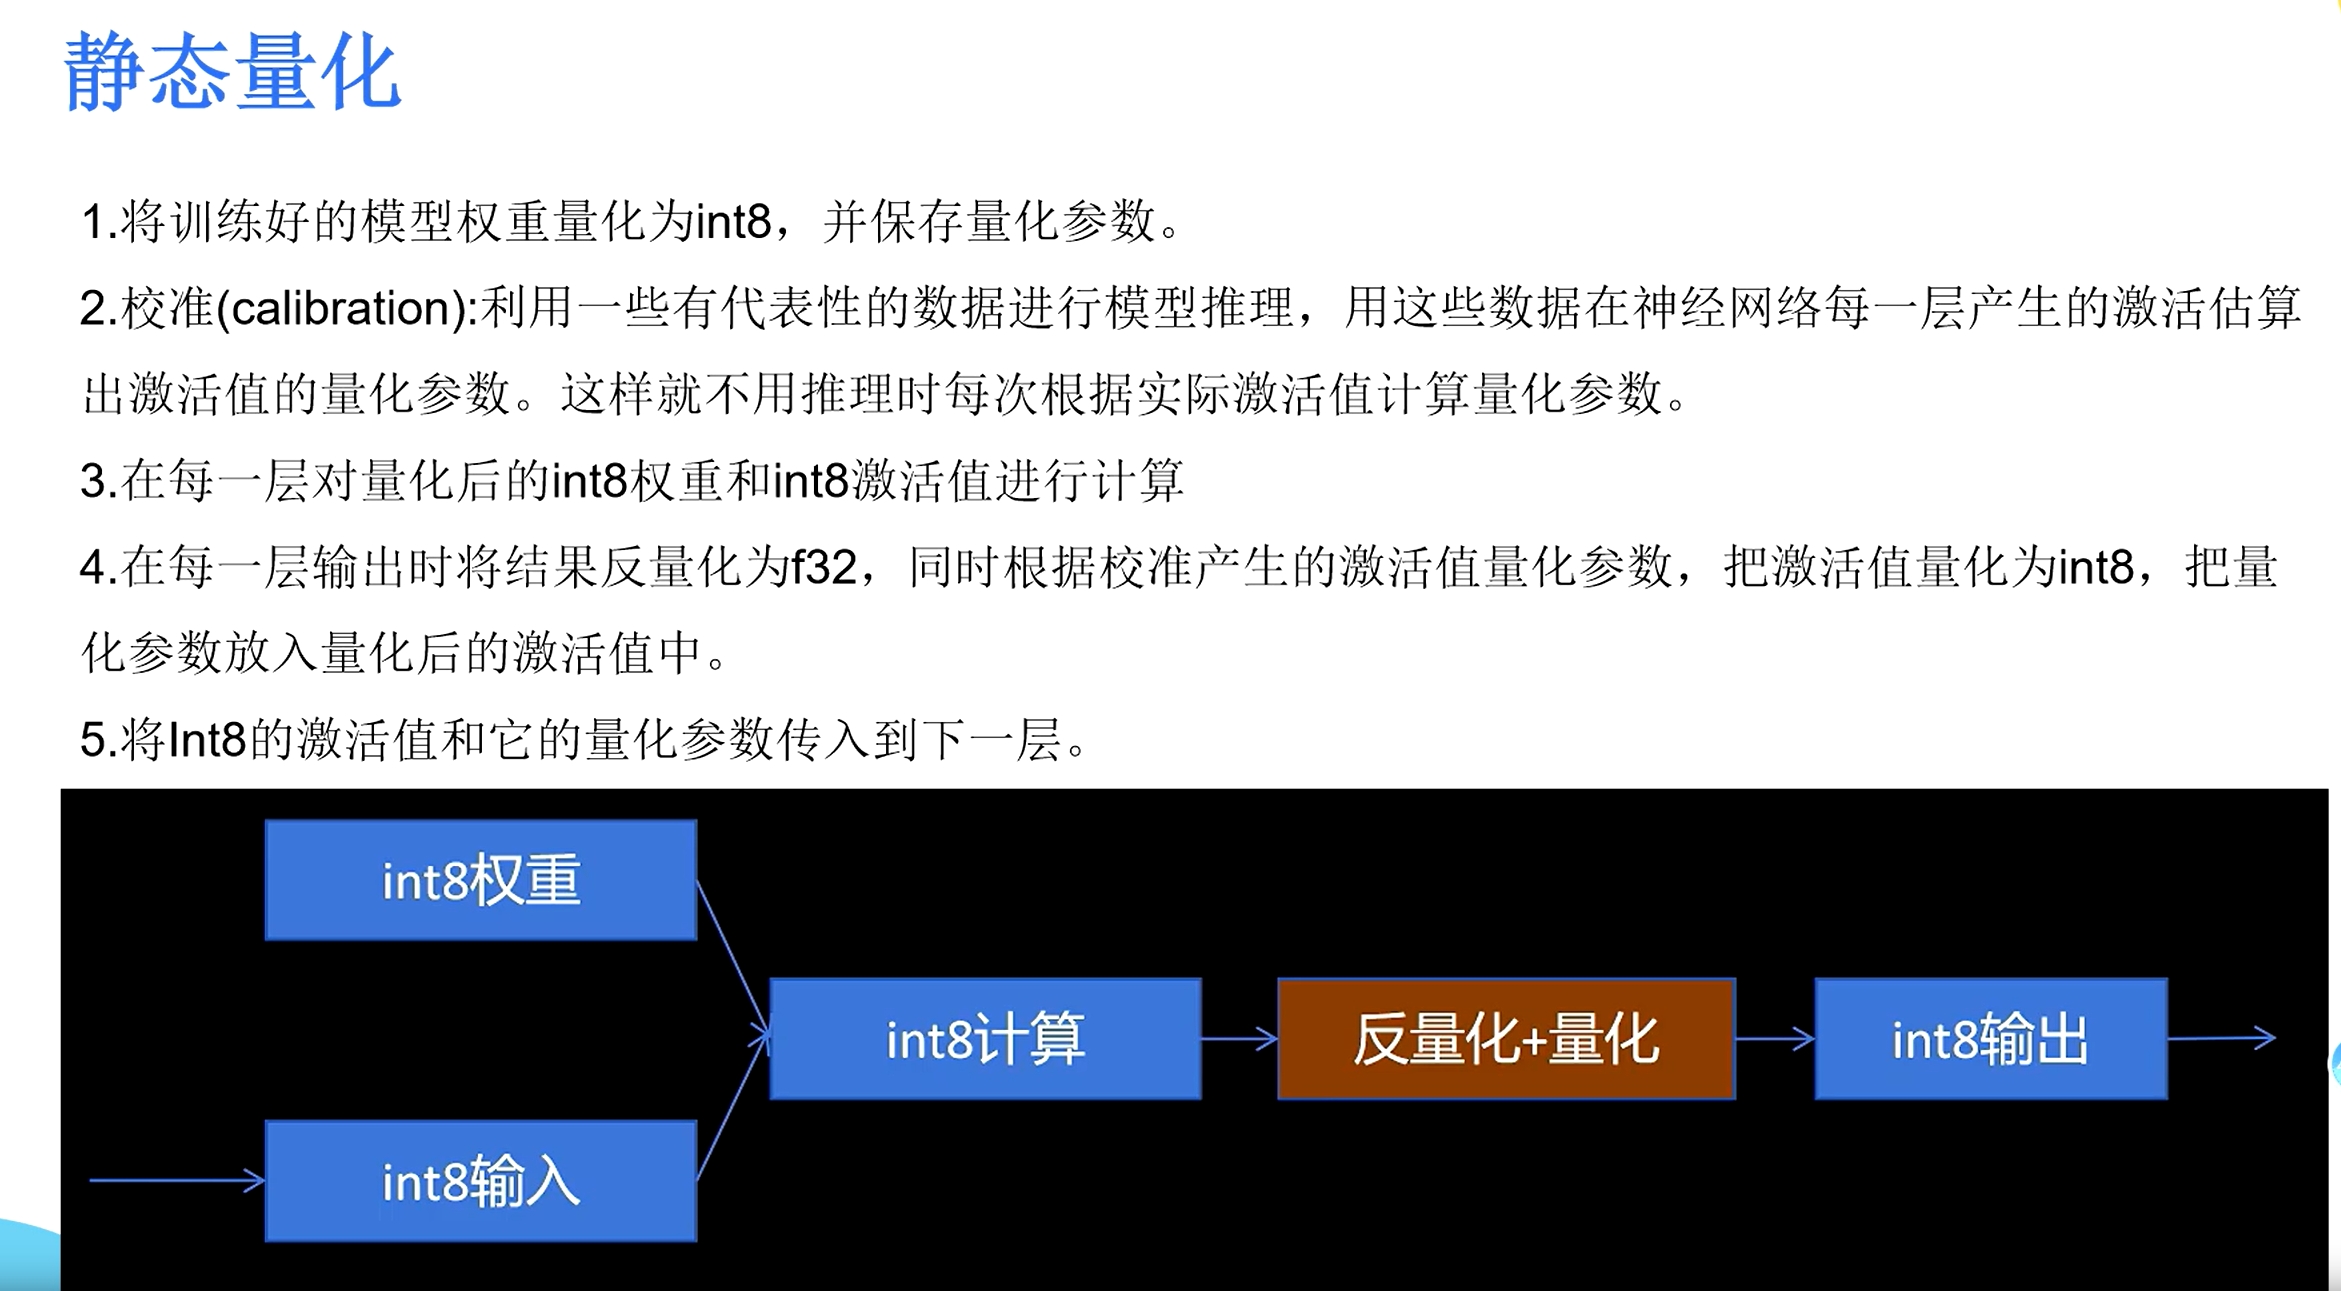 静态量化
1.将训练好的模型权重量化为int8，并保存量化参数。
2.校准(calibration):利用一些有代表性的数据进行模型推理，用这些数据在神经网络每一层产生的激活估算
出激活值的量化参数。这样就不用推理时每次根据实际激活值计算量化参数。
3.在每一层对量化后的int8权重和int8激活值进行计算
4.在每一层输出时将结果反量化为f32，同时根据校准产生的激活值量化参数，把激活值量化为int8，把量
化参数放入量化后的激活值中。
5.将Int8的激活值和它的量化参数传入到下一层。
int8权重
int8计算
反量化+量化
int8输出
int8输入